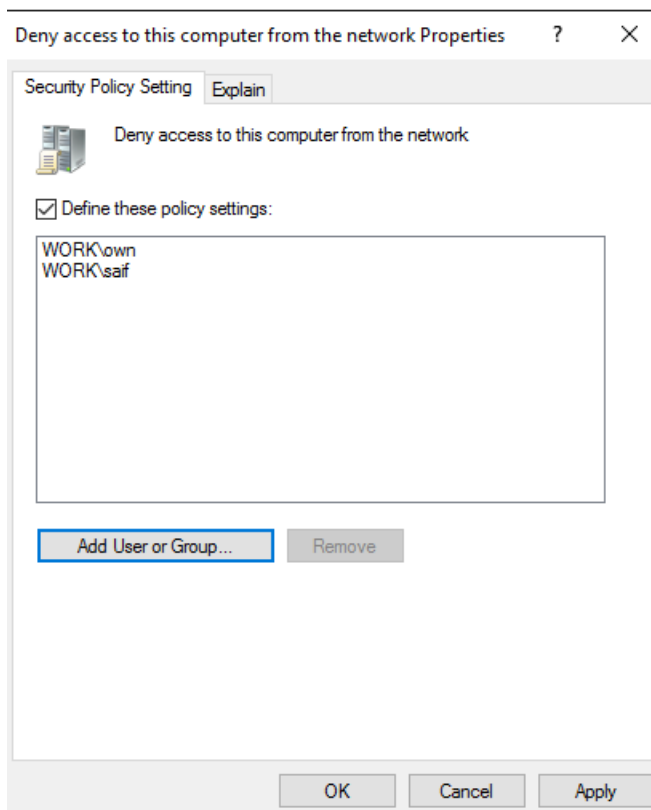 Deny access to this computer from the network Properties ? ×
Security Policy Setting Explain
Deny access to this computer from the network
Define these policy settings:
WORK\own
WORK\saif
Add User or Group... Remove
OK Cancel Apply